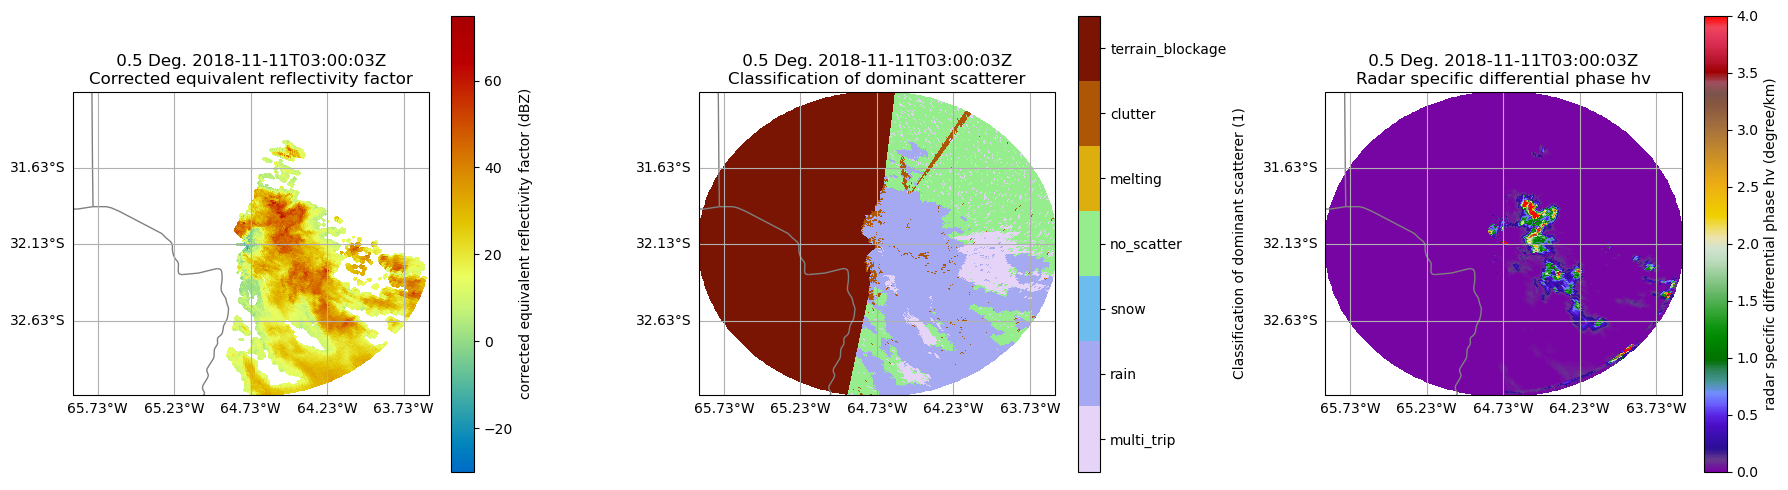 0.5 Deg. 2018-11-11T03:00:03Z
Corrected equivalent reflectivity factor
31.63°S
32.13°S
32.63°S
65.73°W 65.23°W 64.73°W 64.23°W 63.73°W
60
40
20
0
−20
corrected equivalent reflectivity factor (dBZ)
0.5 Deg. 2018-11-11T03:00:03Z
Classification of dominant scatterer
31.63°S
32.13°S
32.63°S
65.73°W 65.23°W 64.73°W 64.23°W 63.73°W
terrain_blockage
clutter
melting
no_scatter
snow
rain
multi_trip
Classification of dominant scatterer (1)
0.5 Deg. 2018-11-11T03:00:03Z
Radar specific differential phase hv
31.63°S
32.13°S
32.63°S
65.73°W 65.23°W 64.73°W 64.23°W 63.73°W
4.0
3.5
3.0
2.5
2.0
1.5
1.0
0.5
0.0
radar specific differential phase hv (degree/km)